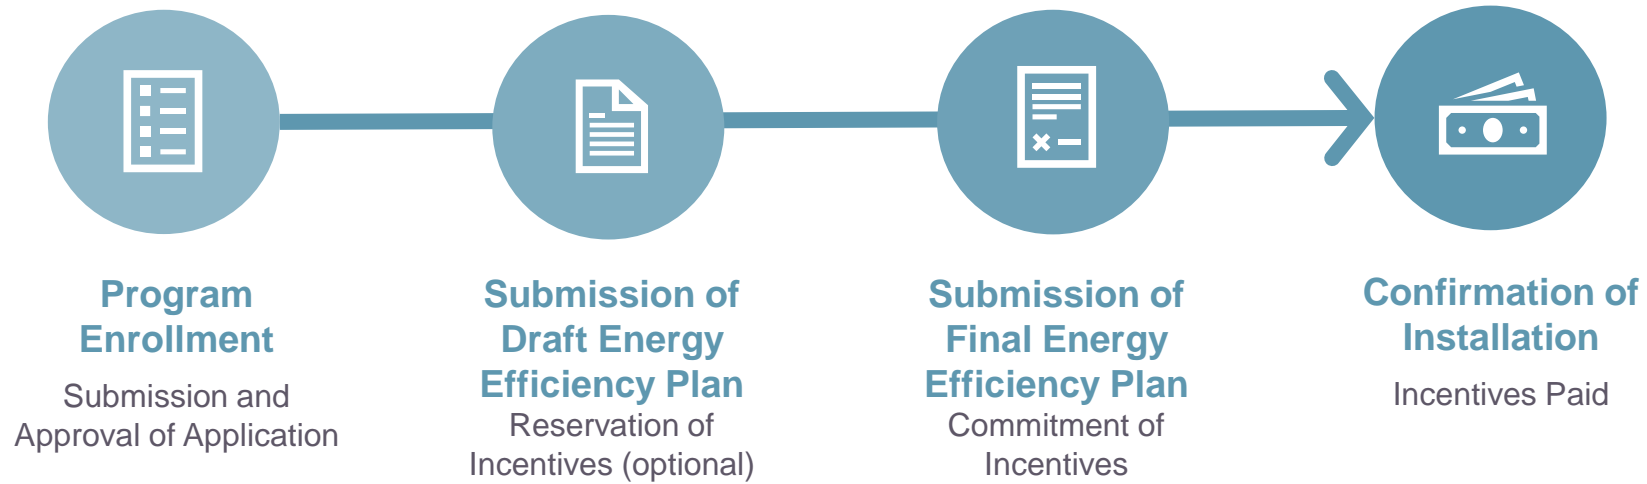 Program
Enrollment
Submission and
Approval of Application
Submission of
Draft Energy
Efficiency Plan
Reservation of
Incentives (optional)
Submission of
Final Energy
Efficiency Plan
Commitment of
Incentives
Confirmation of
Installation
Incentives Paid